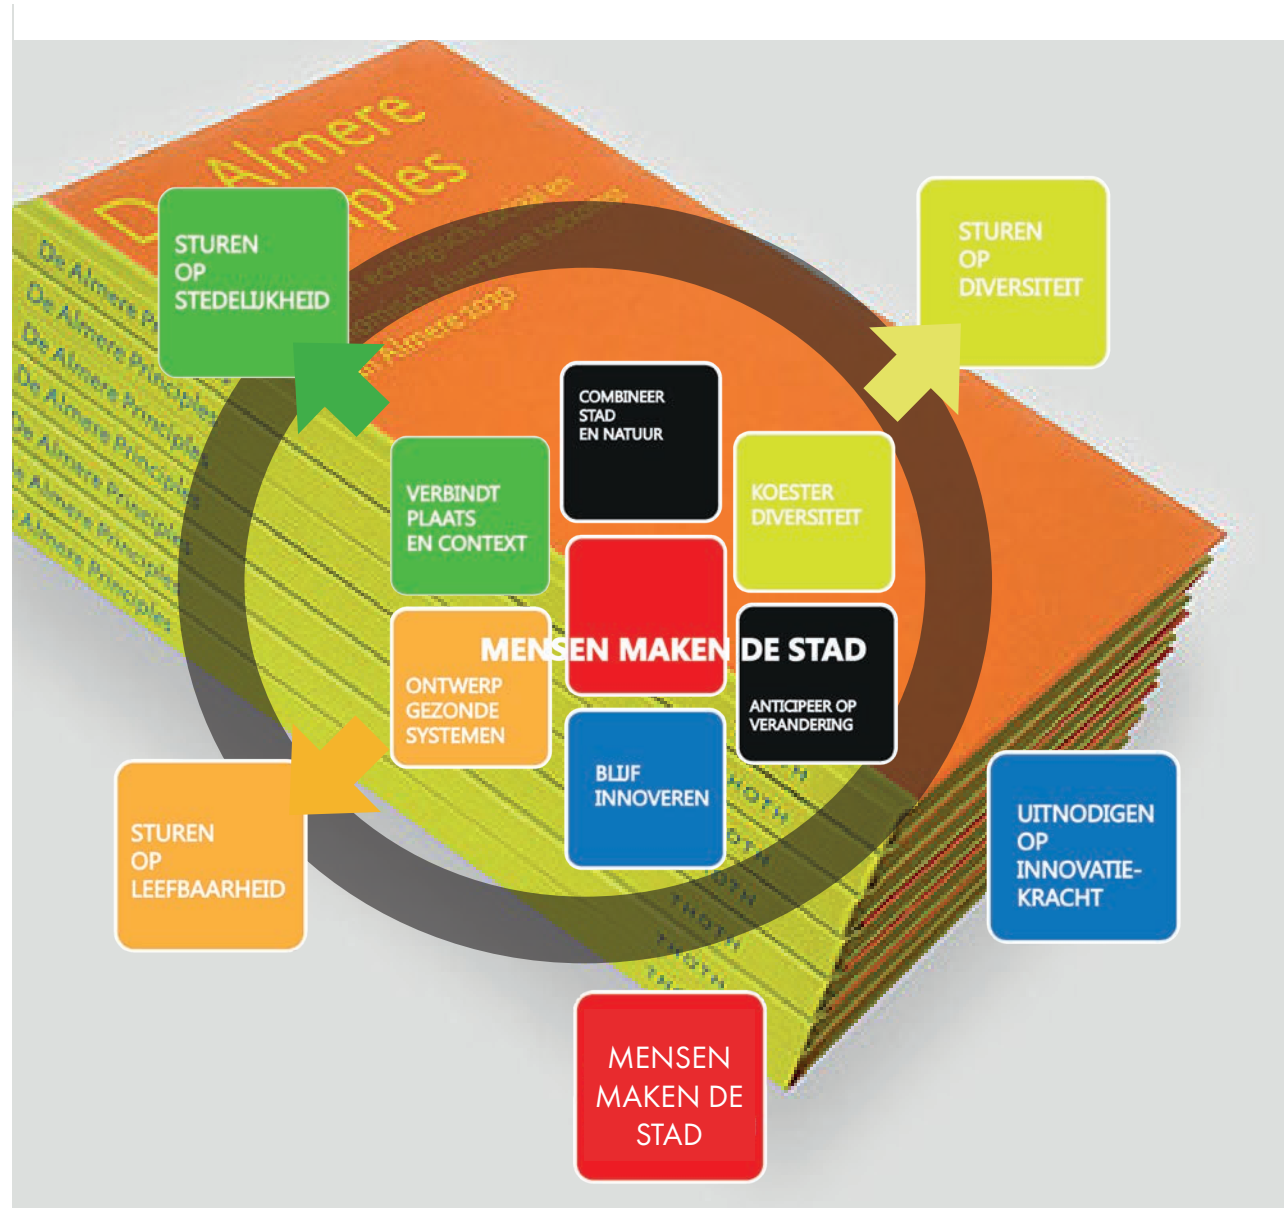 De Almere
STUREN
OP
STEDELIJKHEID
STUREN
OP
DIVERSITEIT
COMBINEER
STAD
EN NATUUR
VERBINDT
PLAATS
EN CONTEXT
KOESTER
DIVERSITEIT
MENSEN MAKEN DE STAD
ONTWERP
GEZONDE
SYSTEMEN
ANTICIPEER OP
VERANDERING
BLIJF
INNOVEREN
STUREN
OP
LEEFBAARHEID
UITNODIGEN
OP
INNOVATIE-
KRACHT
MENSEN
MAKEN DE
STAD
De Almere
De Almere Principles
De Almere Principles
De Almere Principles
De Almere Principles
Almere Principles
Almere Principles
THOTH
THOTH
THOTH